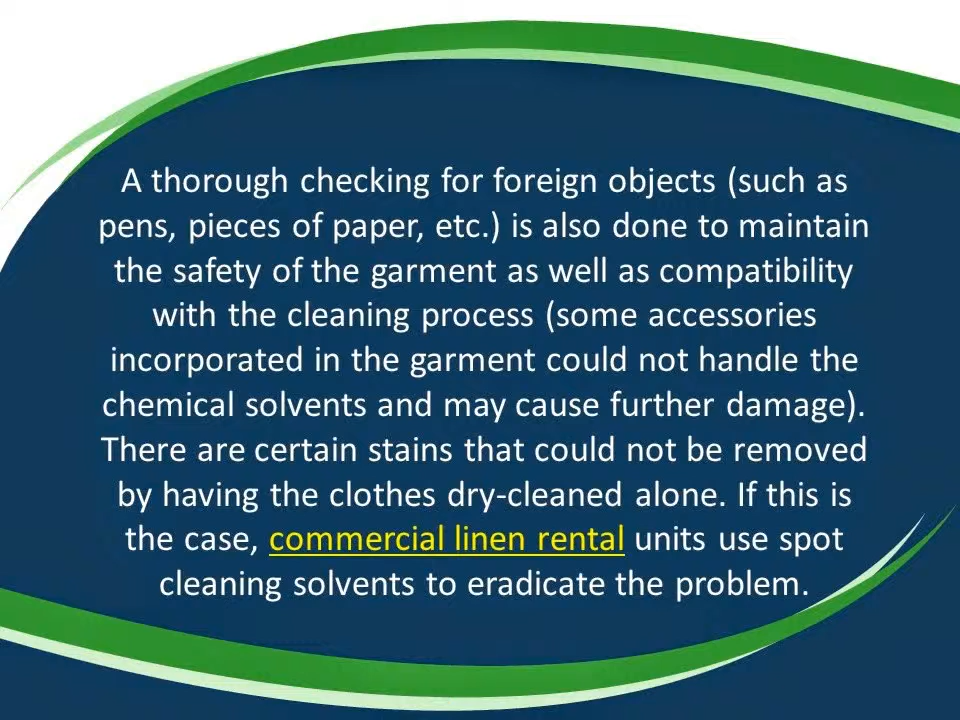 A thorough checking for foreign objects (such as
pens, pieces of paper, etc.) is also done to maintain
the safety of the garment as well as compatibility
with the cleaning process (some accessories
incorporated in the garment could not handle the
chemical solvents and may cause further damage).
There are certain stains that could not be removed
by having the clothes dry-cleaned alone. If this is
the case, commercial linen rental units use spot
cleaning solvents to eradicate the problem.